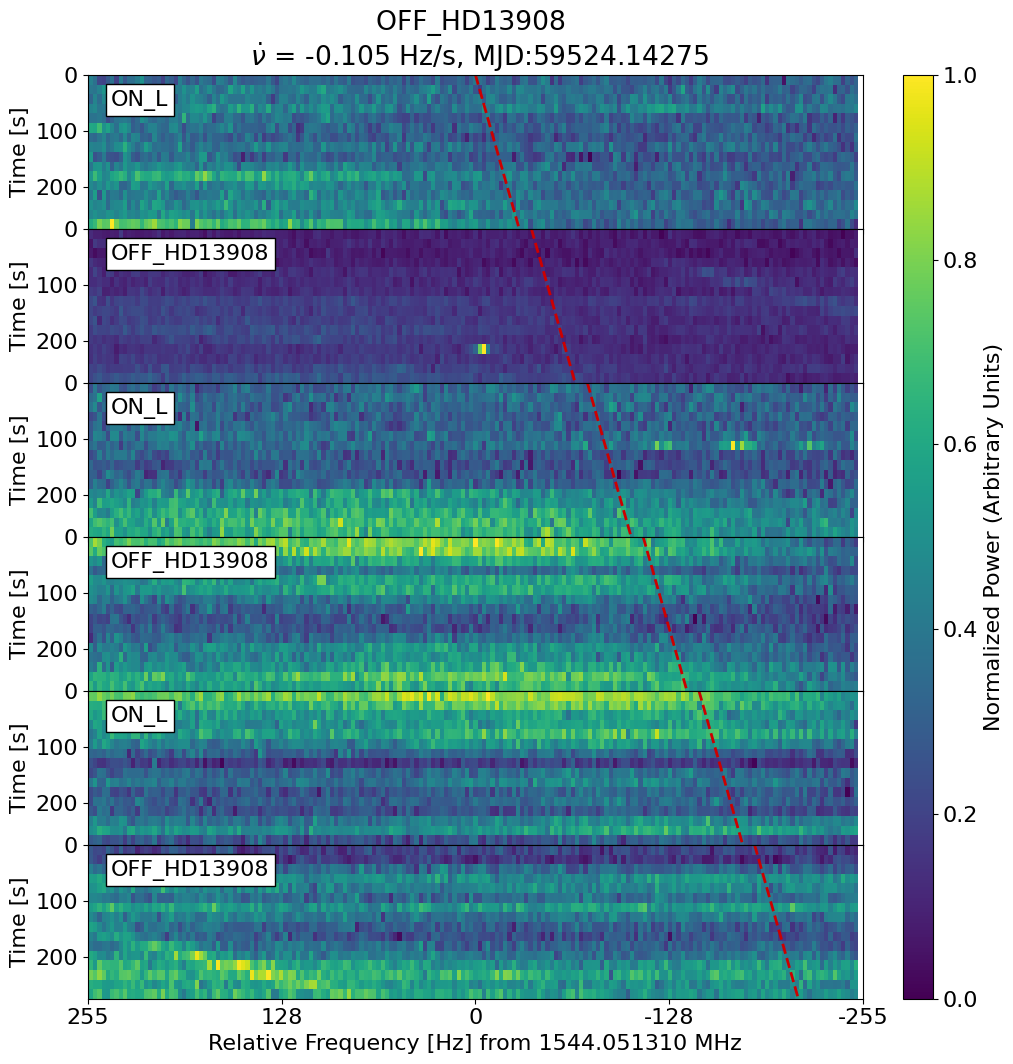 OFF_HD13908
ν̇ = -0.105 Hz/s, MJD:59524.14275
0
ON_L
100
200
Time [s]
0
OFF_HD13908
100
200
Time [s]
0
ON_L
100
200
Time [s]
0
OFF_HD13908
100
200
Time [s]
0
ON_L
100
200
Time [s]
0
OFF_HD13908
100
200
Time [s]
255 128 0 -128 -255
Relative Frequency [Hz] from 1544.051310 MHz
1.0
0.8
0.6
0.4
0.2
0.0
Normalized Power (Arbitrary Units)